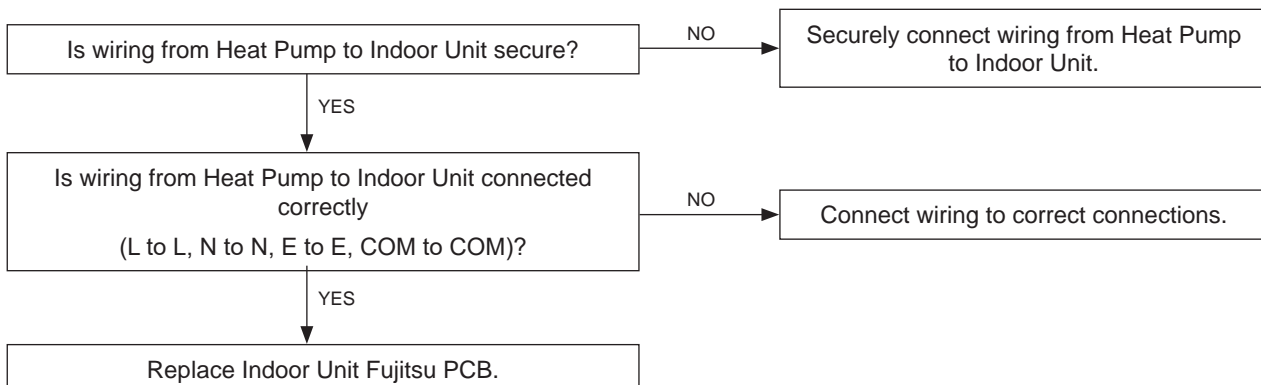 Is wiring from Heat Pump to Indoor Unit secure?
NO
Securely connect wiring from Heat Pump
to Indoor Unit.
YES
Is wiring from Heat Pump to Indoor Unit connected
correctly
(L to L, N to N, E to E, COM to COM)?
NO
Connect wiring to correct connections.
YES
Replace Indoor Unit Fujitsu PCB.